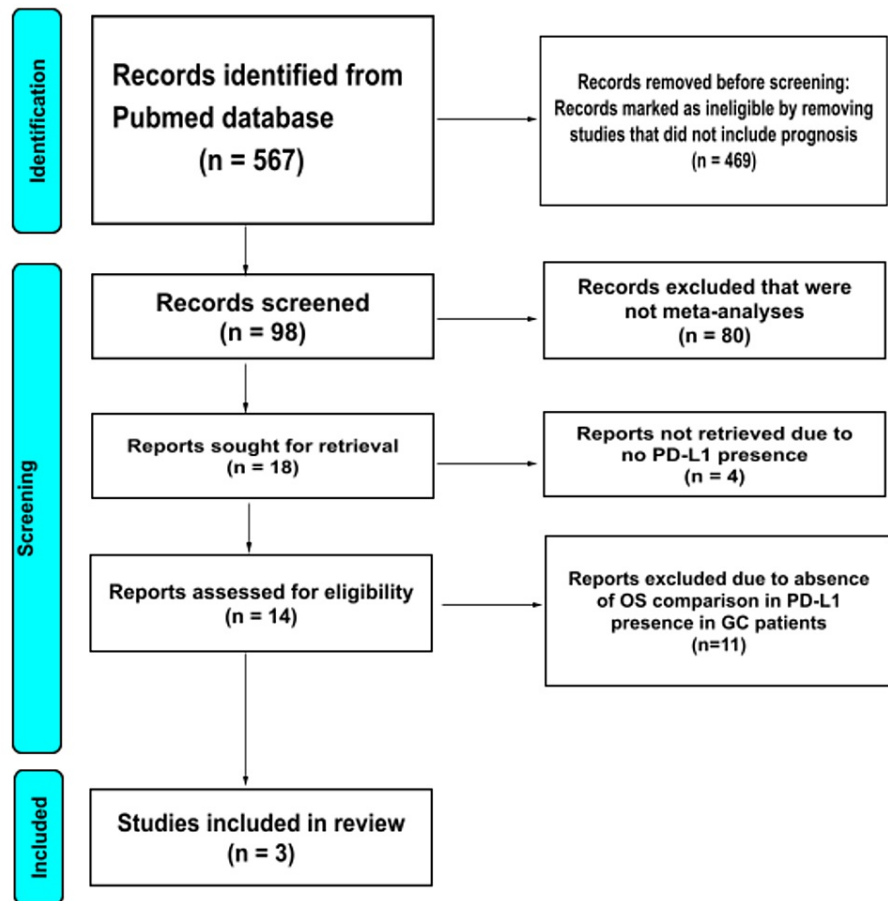 Identification
Records identified from
Pubmed database
(n = 567)
Records removed before screening:
Records marked as ineligible by removing
studies that did not include prognosis
(n = 469)
Screening
Records screened
(n = 98)
Records excluded that were
not meta-analyses
(n = 80)
Reports sought for retrieval
(n = 18)
Reports not retrieved due to
no PD-L1 presence
(n = 4)
Reports assessed for eligibility
(n = 14)
Reports excluded due to absence
of OS comparison in PD-L1
presence in GC patients
(n=11)
Included
Studies included in review
(n = 3)